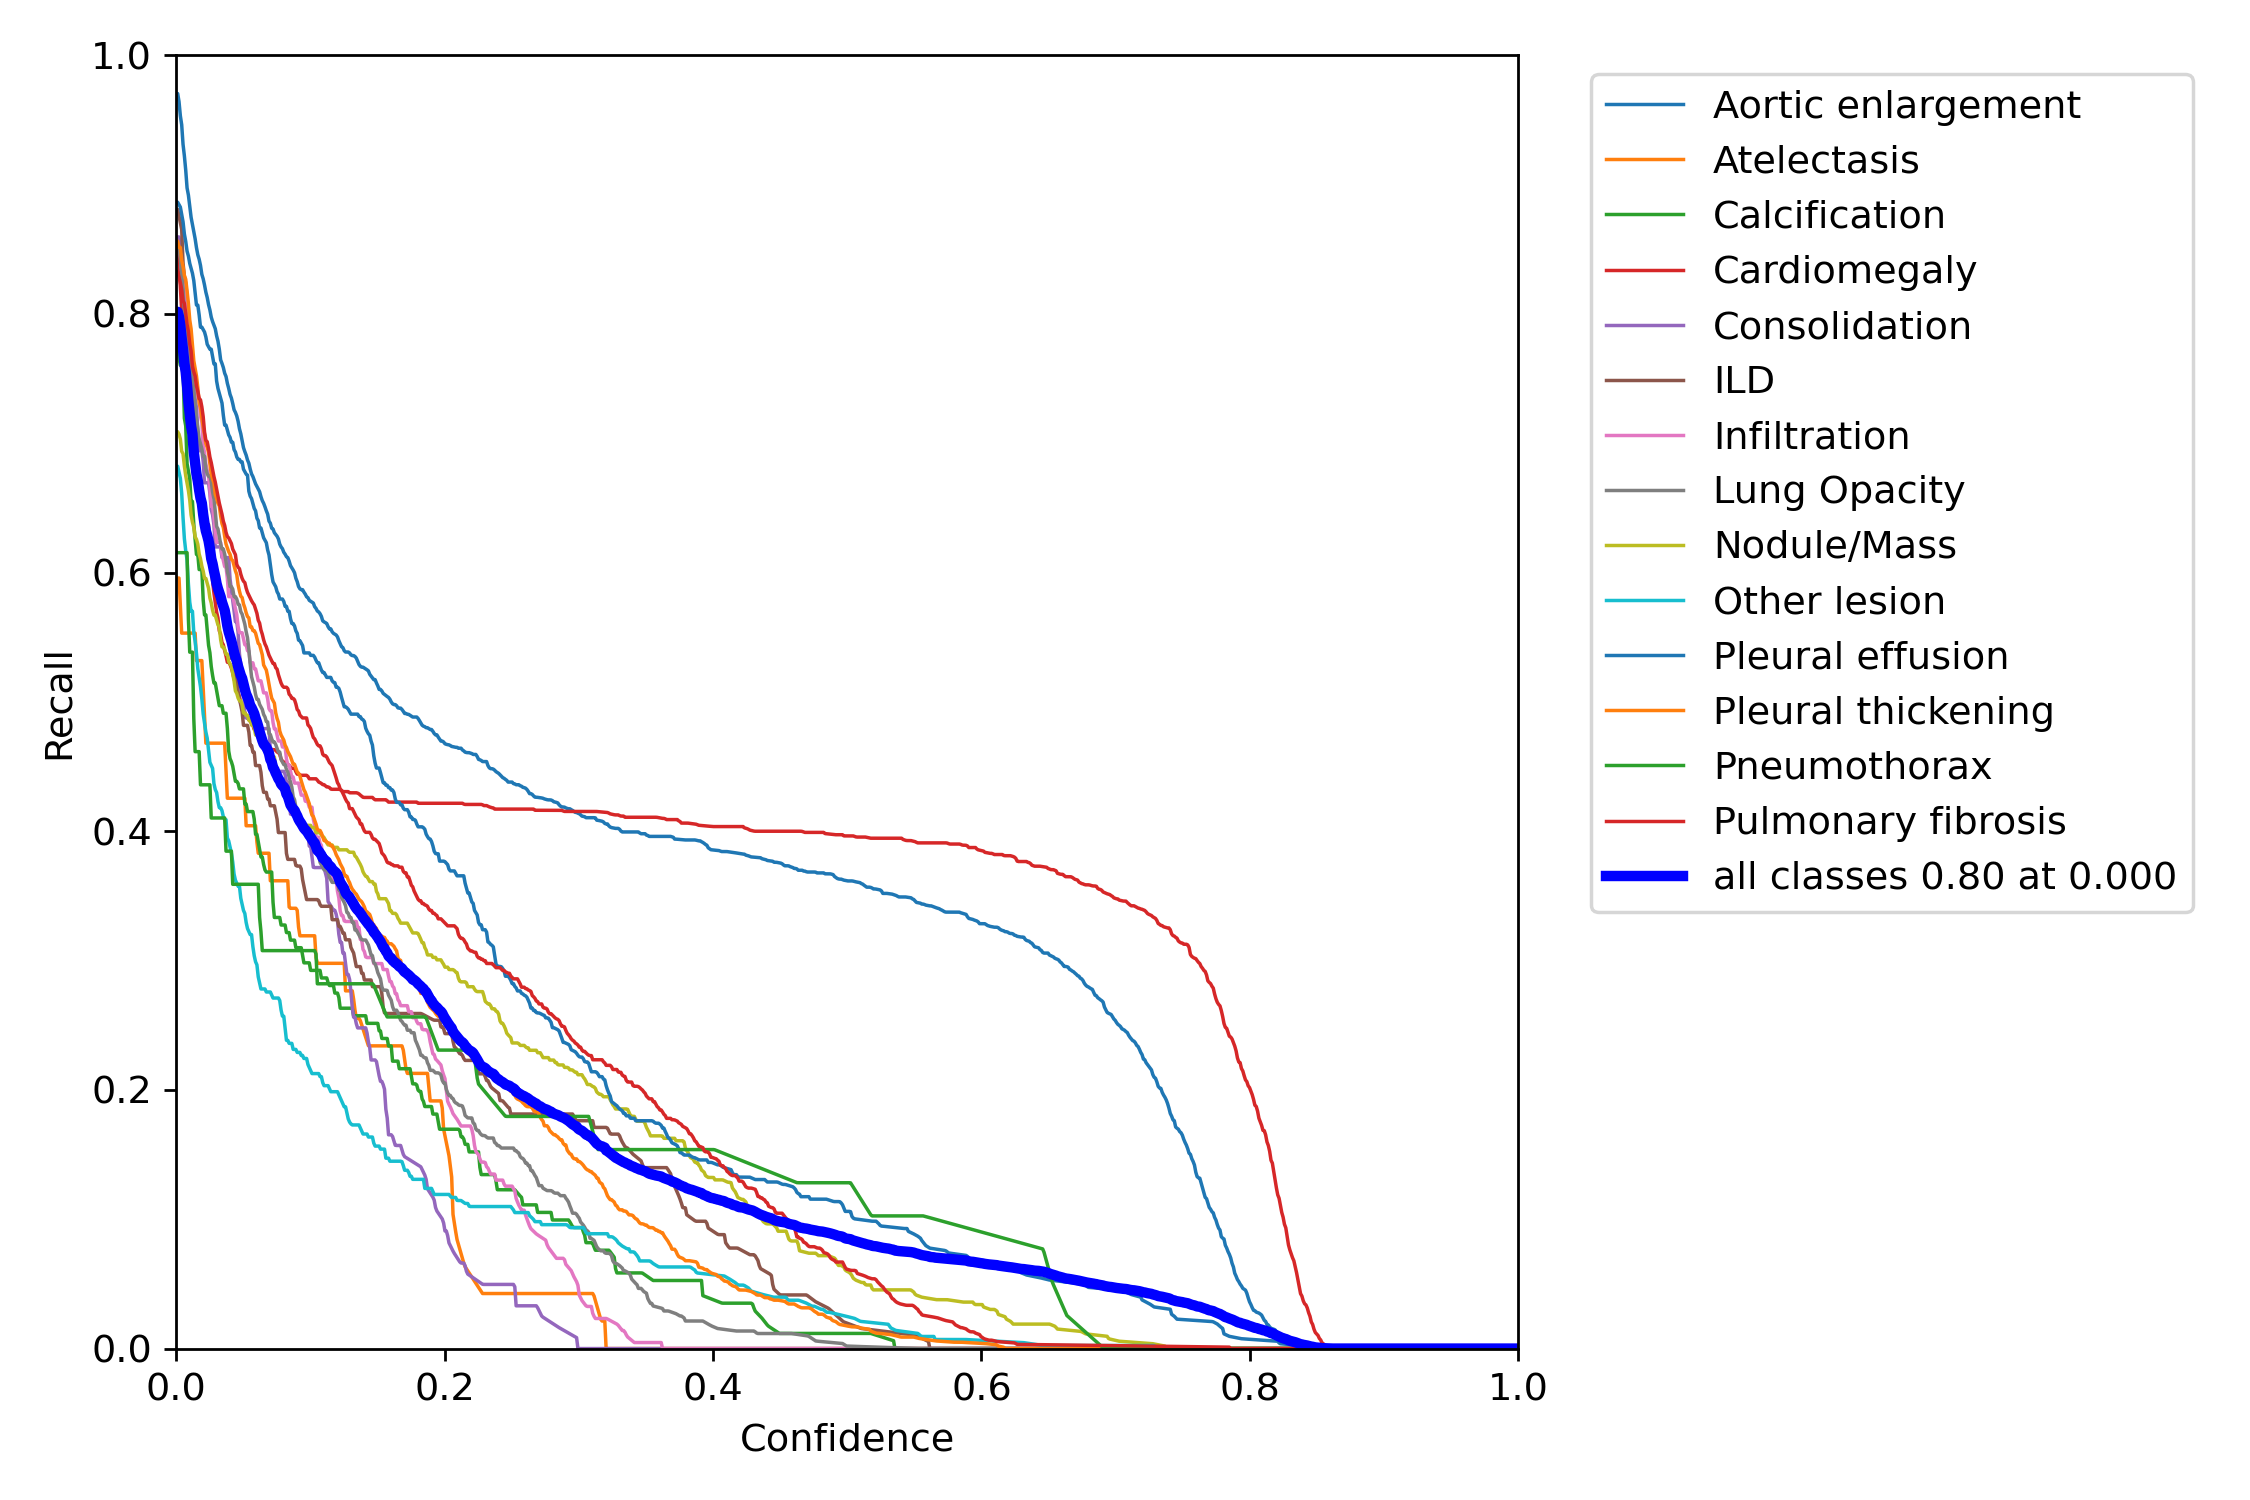 1.0
0.8
0.6
0.4
0.2
0.0
Recall
0.0 0.2 0.4 0.6 0.8 1.0
Confidence
Aortic enlargement
Atelectasis
Calcification
Cardiomegaly
Consolidation
ILD
Infiltration
Lung Opacity
Nodule/Mass
Other lesion
Pleural effusion
Pleural thickening
Pneumothorax
Pulmonary fibrosis
all classes 0.80 at 0.000